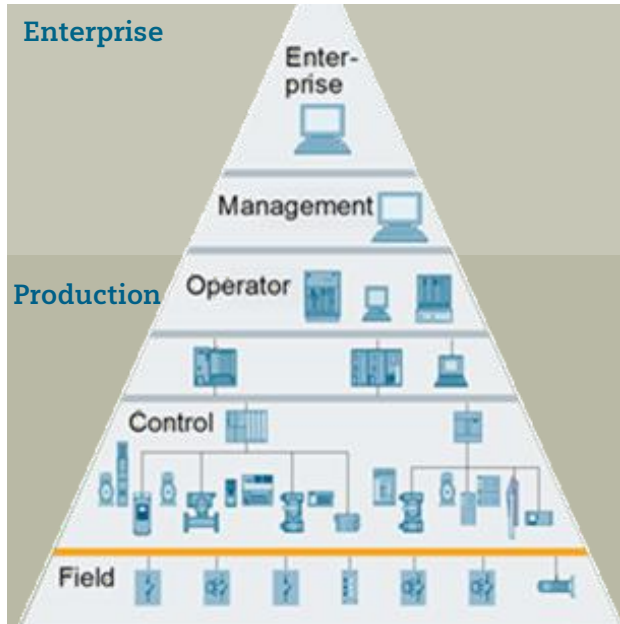 Enterprise
Enter-
prise
Management
Production
Operator
Control
Field